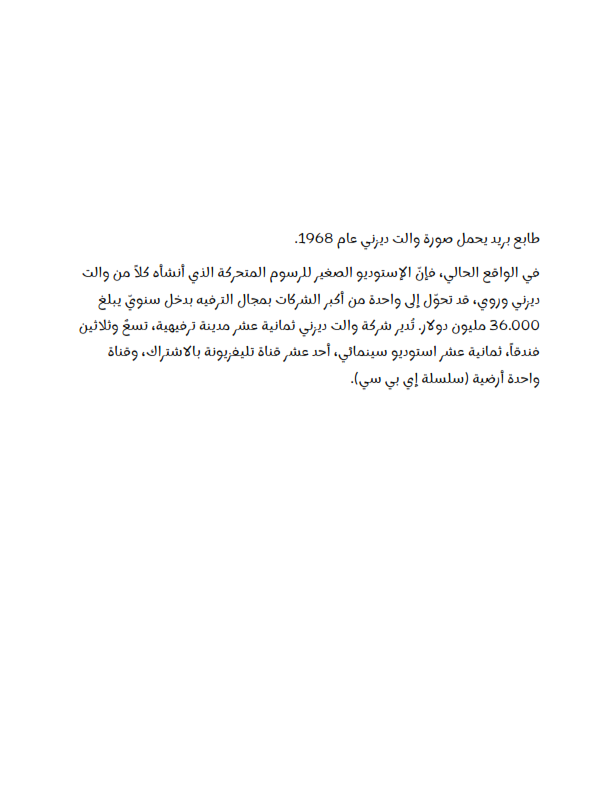 طابع بريد يحمل صورة والت ديزني عام 1968.
في الواقع الحالي، فإنّ الإستوديو الصغير للرسوم المتحركة الذي أنشأه كلاً من والت
ديزني وروي، قد تحوّل إلى واحدة من أكبر الشركات بمجال الترفيه بدخل سنويّ يبلغ
36.000 مليون دولار. تُدير شركة والت ديزني ثمانية عشر مدينة ترفيهية، تسعً وثلاثين
فندقاً، ثمانية عشر استوديو سينمائي، أحد عشر قناة تليفزيونة بالاشتراك، وقناة
واحدة أرضية (سلسلة إي بي سي).